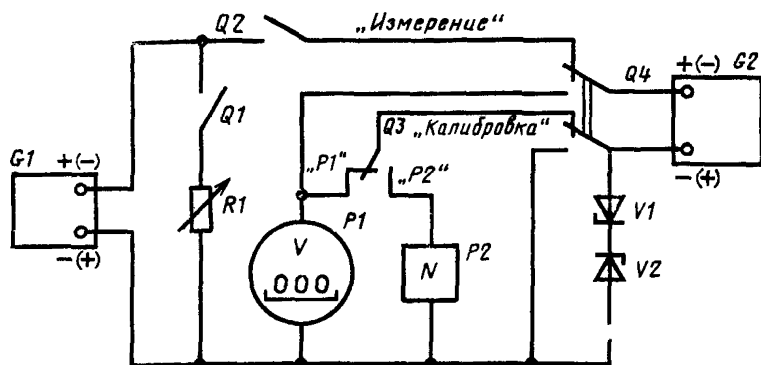 Q2
„Измерение“
+(-)
G2
Q4
Q1
Q3
„Калибровка“
G1
+(-)
„P1“
„P2“
-(+)
R1
P1
V1
V
P2
-(+)
N
V2
000